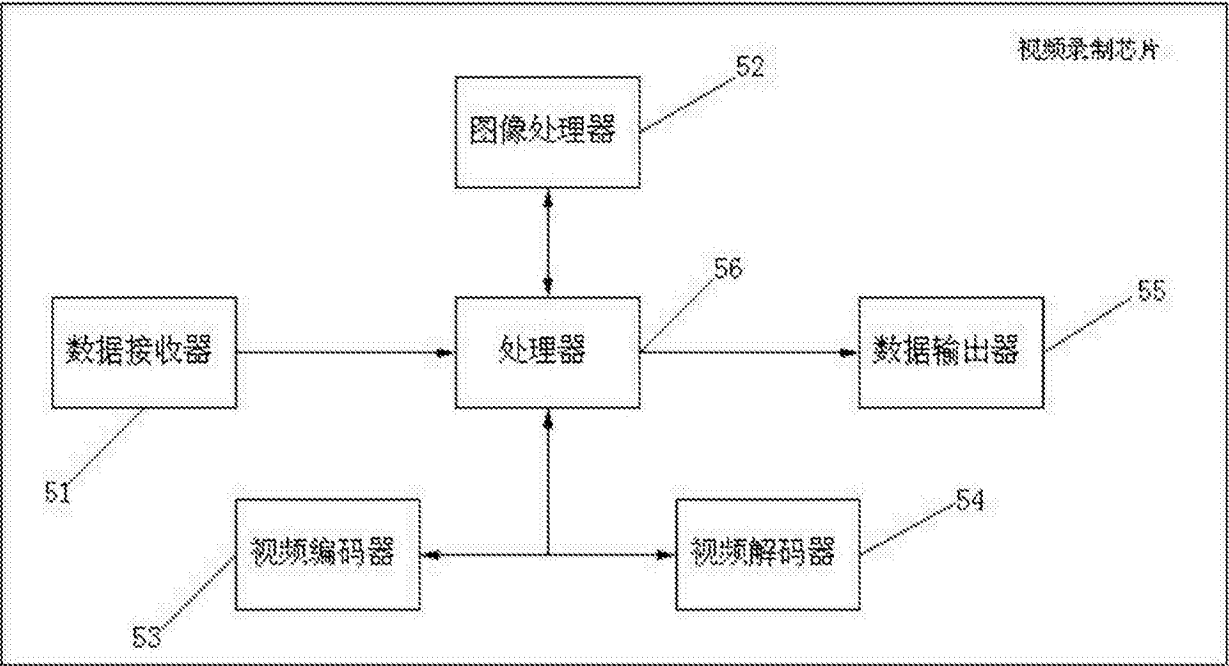 视频录制芯片
52
图像处理器
56
55
数据接收器
处理器
数据输出器
51
54
视频编码器
视频解码器
53